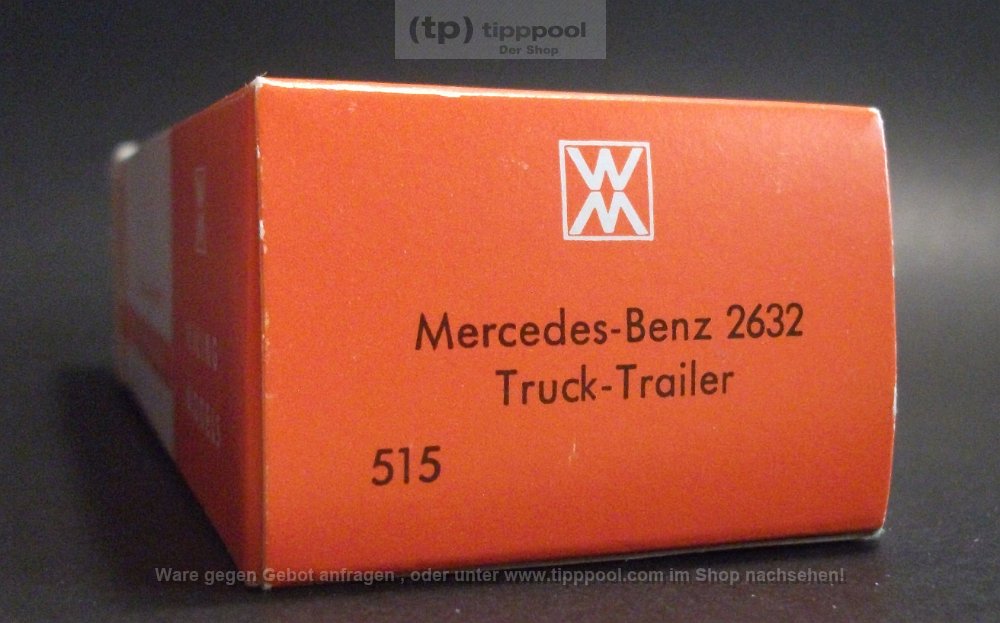 (tp) tipppool
Der Shop
WM
Mercedes-Benz 2632
Truck-Trailer
515
Ware gegen Gebot anfragen , oder unter www.tipppool.com im Shop nachsehen!